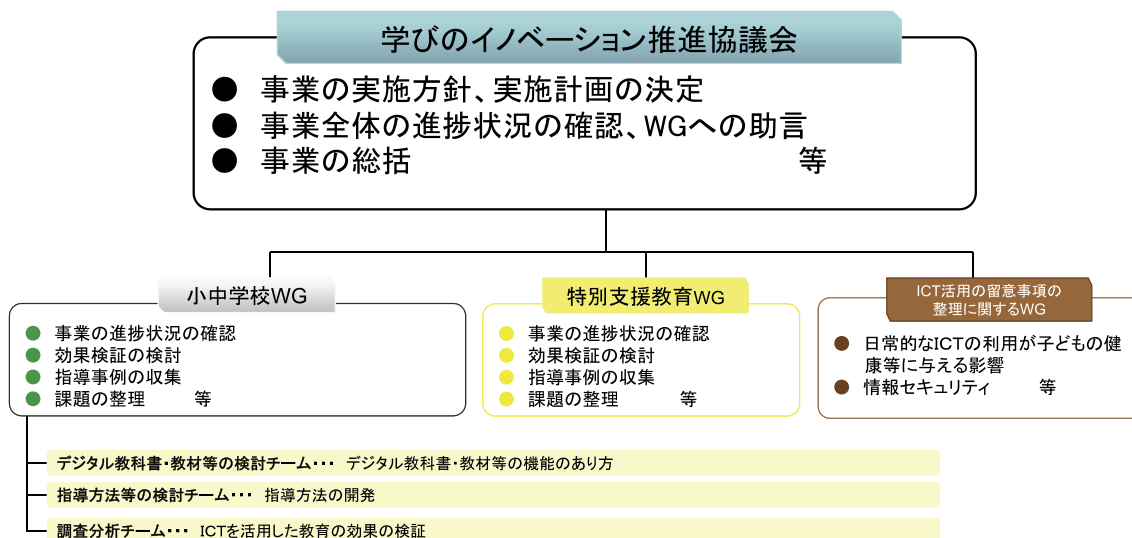 学びのイノベーション推進協議会
● 事業の実施方針、実施計画の決定
● 事業全体の進捗状況の確認、WGへの助言
● 事業の総括 等
小中学校WG
● 事業の進捗状況の確認
● 効果検証の検討
● 指導事例の収集
● 課題の整理 等
特別支援教育WG
● 事業の進捗状況の確認
● 効果検証の検討
● 指導事例の収集
● 課題の整理 等
ICT活用の留意事項の
整理に関するWG
● 日常的なICTの利用が子どもの健
康等に与える影響
● 情報セキュリティ 等
デジタル教科書・教材等の検討チーム・・・ デジタル教科書・教材等の機能のあり方
指導方法等の検討チーム・・・ 指導方法の開発
調査分析チーム・・・ ICTを活用した教育の効果の検証